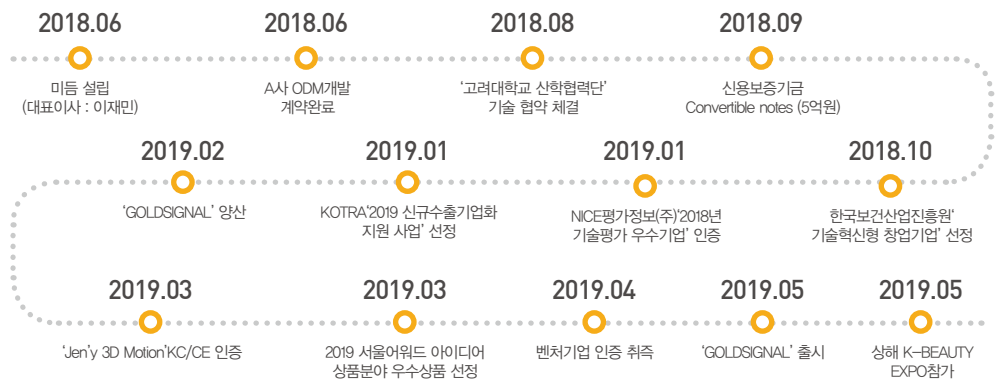 2018.06
미듬 설립
(대표이사 : 이재민)
2018.06
A사 ODM개발
계약완료
2018.08
‘고려대학교 산학협력단’
기술 협약 체결
2018.09
신용보증기금
Convertible notes (5억원)
2018.10
한국보건산업진흥원‘
기술혁신형 창업기업’ 선정
2019.01
NICE평가정보(주)‘2018년
기술평가 우수기업’ 인증
2019.01
KOTRA‘2019 신규수출기업화
지원 사업’ 선정
2019.02
‘GOLDSIGNAL’ 양산
2019.03
‘Jen’y 3D Motion’KC/CE 인증
2019.03
2019 서울어워드 아이디어
상품분야 우수상품 선정
2019.04
벤처기업 인증 취즉
2019.05
‘GOLDSIGNAL’ 출시
2019.05
상해 K-BEAUTY
EXPO참가